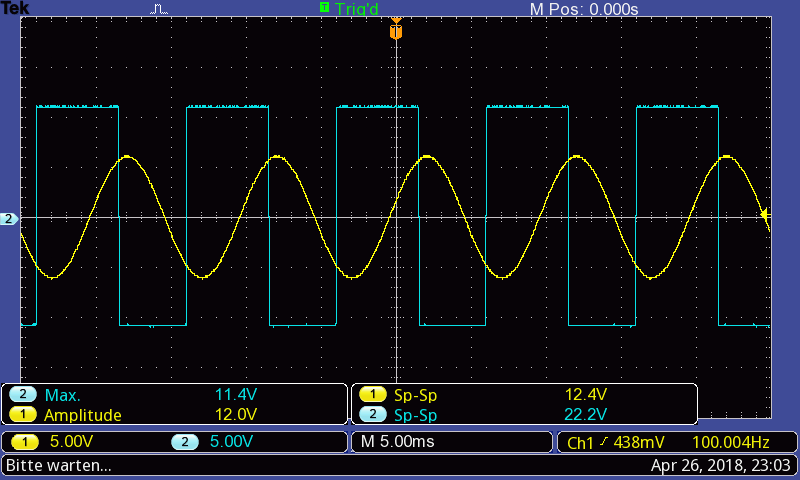 Tek T Trig'd M Pos: 0.000s
T
2
2 Max. 11.4V
1 Amplitude 12.0V
1 Sp-Sp 12.4V
2 Sp-Sp 22.2V
1 5.00V 2 5.00V
M 5.00ms
Ch1 438mV 100.004Hz
Bitte warten... Apr 26, 2018, 23:03